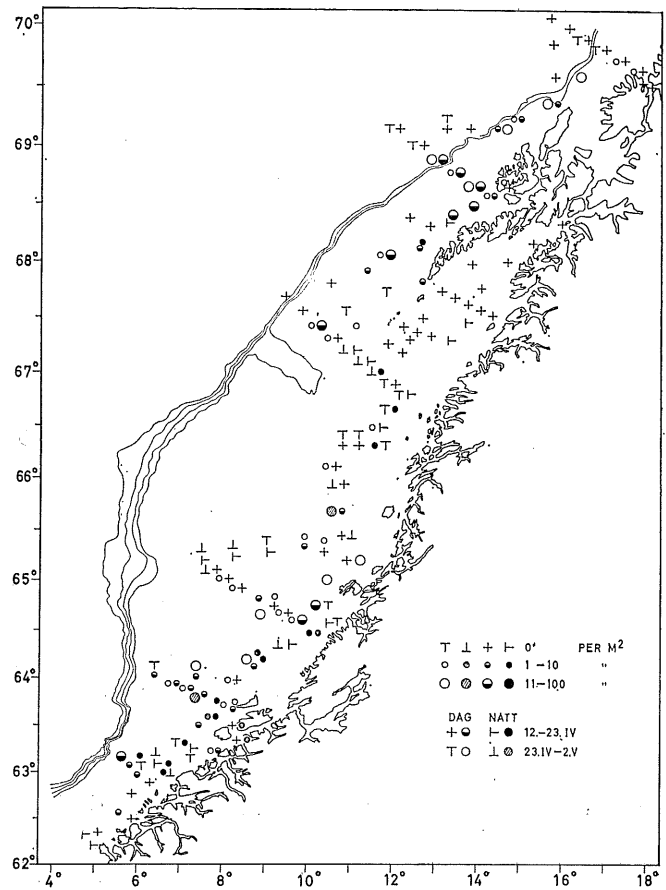 70°
69°
68°
67°
66°
65°
64°
63°
62°
T ⊥ + ⊢ 0 PER M²
1-10 "
11-100 "
DAG NATT
+ ⊢ 12.-23.IV
T ⊥ 23.IV-2.V
4° 6° 8° 10° 12° 14° 16° 18°